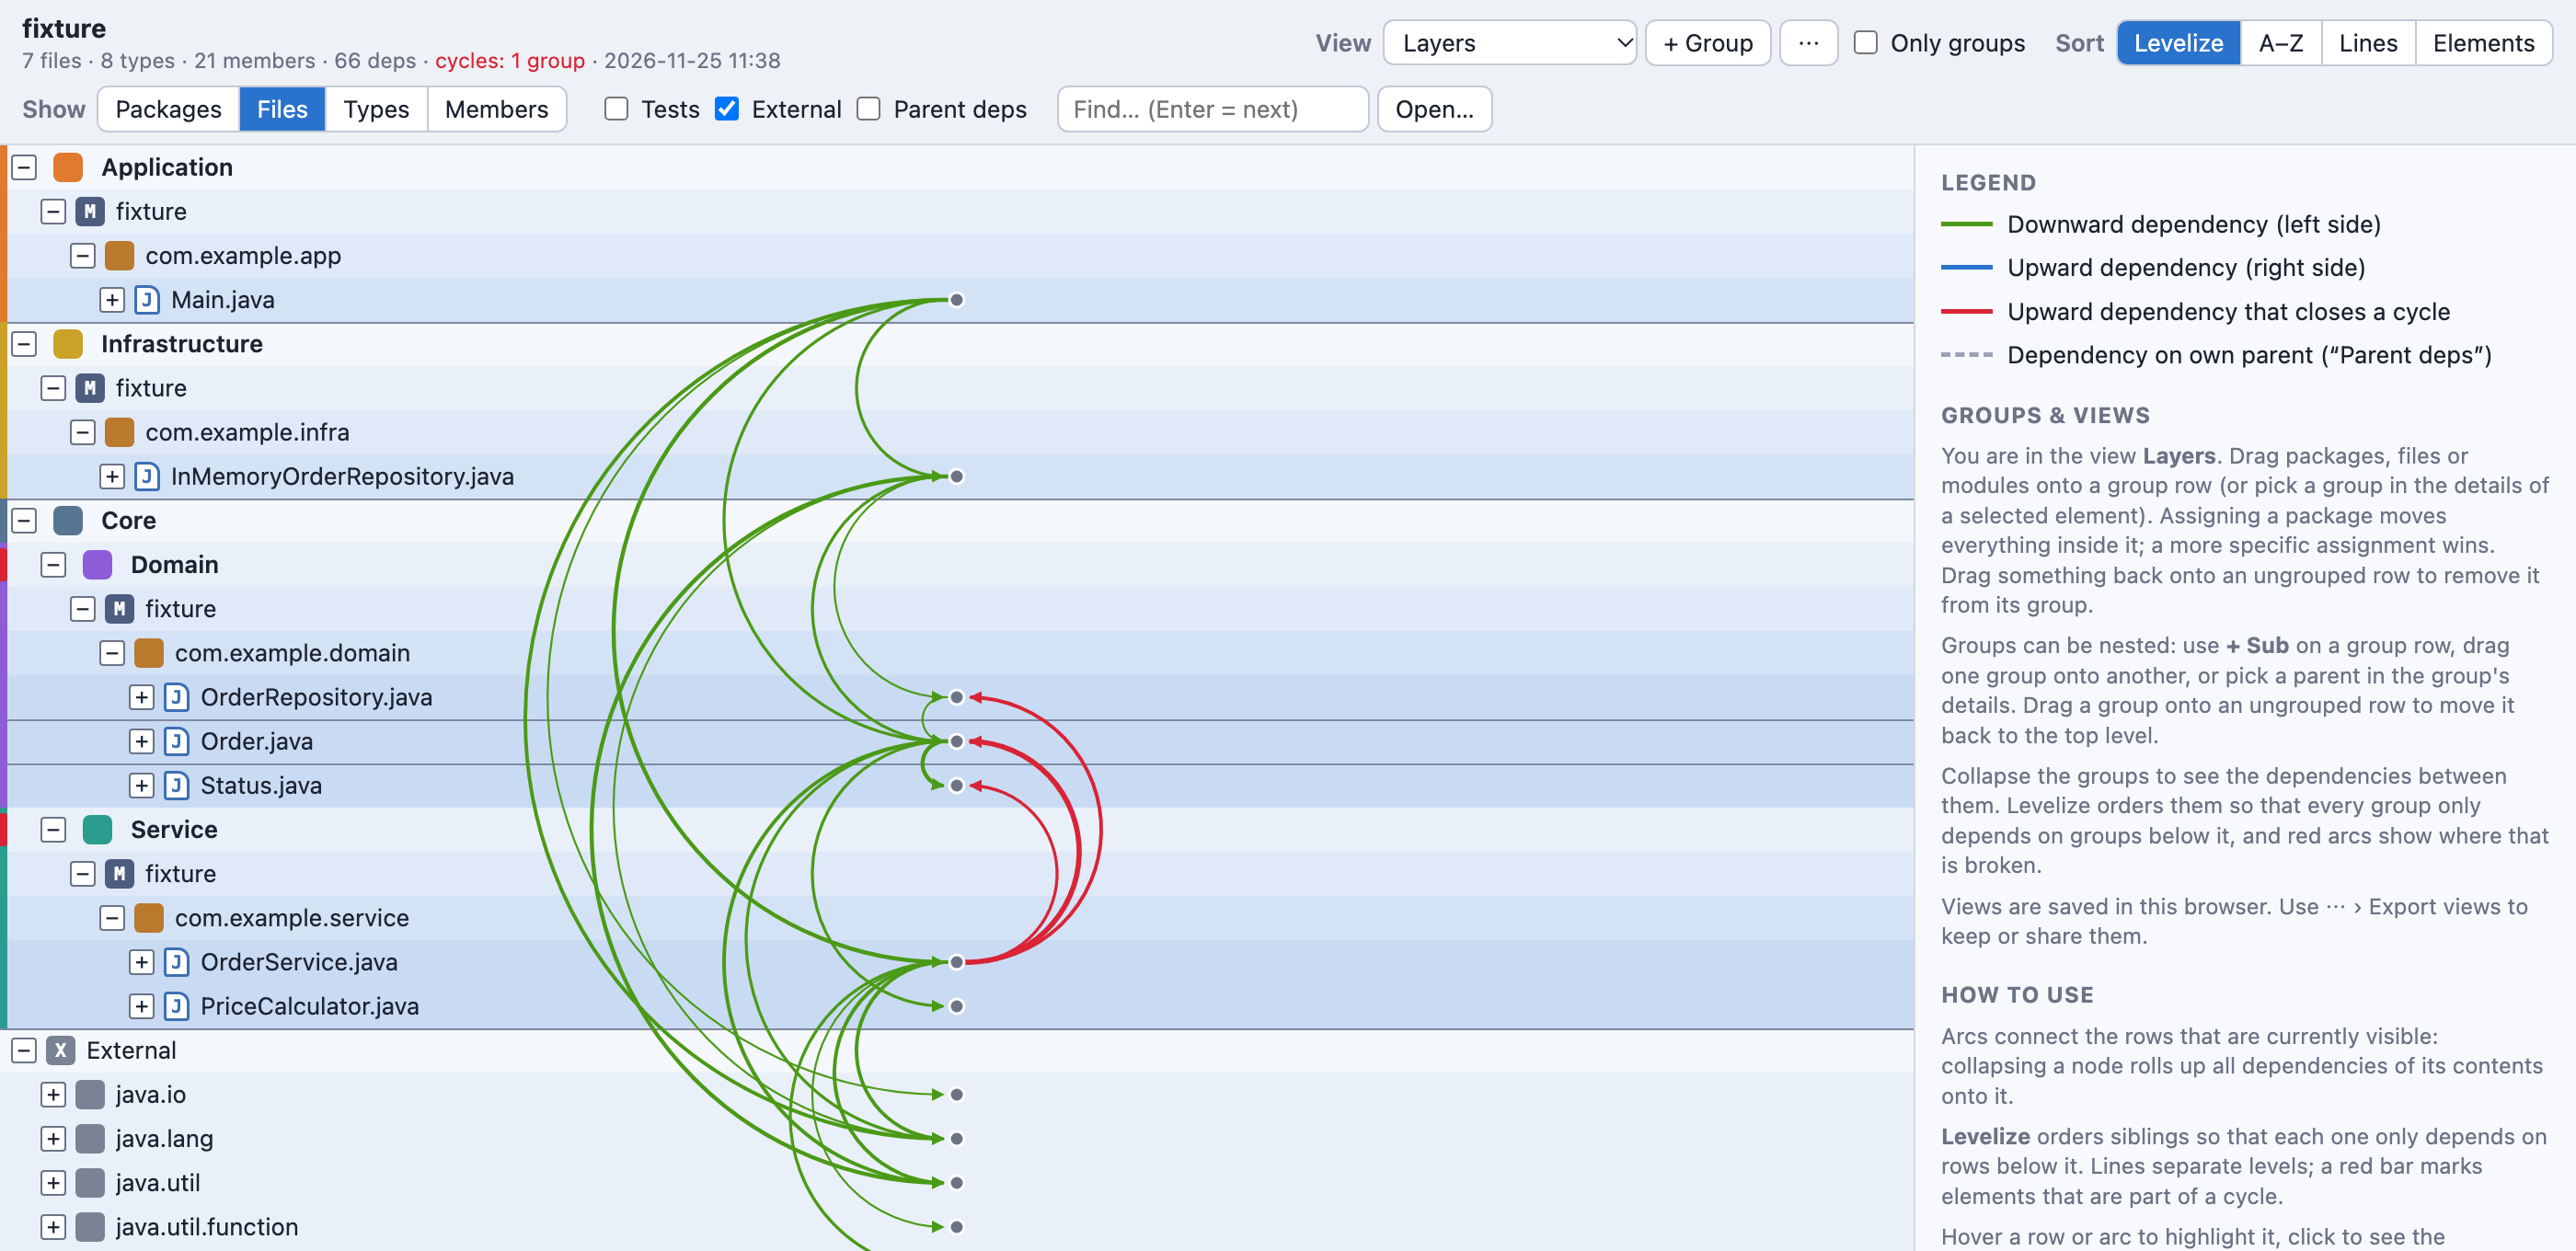 fixture
7 files · 8 types · 21 members · 66 deps · cycles: 1 group · 2026-11-25 11:38
View Layers + Group ··· Only groups Sort Levelize A–Z Lines Elements
Show Packages Files Types Members Tests External Parent deps Find... (Enter = next) Open...
Application
M fixture
com.example.app
J Main.java
Infrastructure
M fixture
com.example.infra
J InMemoryOrderRepository.java
Core
Domain
M fixture
com.example.domain
J OrderRepository.java
J Order.java
J Status.java
Service
M fixture
com.example.service
J OrderService.java
J PriceCalculator.java
X External
java.io
java.lang
java.util
java.util.function
LEGEND
Downward dependency (left side)
Upward dependency (right side)
Upward dependency that closes a cycle
Dependency on own parent (“Parent deps”)
GROUPS & VIEWS
You are in the view Layers. Drag packages, files or
modules onto a group row (or pick a group in the details of
a selected element). Assigning a package moves
everything inside it; a more specific assignment wins.
Drag something back onto an ungrouped row to remove it
from its group.
Groups can be nested: use + Sub on a group row, drag
one group onto another, or pick a parent in the group's
details. Drag a group onto an ungrouped row to move it
back to the top level.
Collapse the groups to see the dependencies between
them. Levelize orders them so that every group only
depends on groups below it, and red arcs show where that
is broken.
Views are saved in this browser. Use ··· › Export views to
keep or share them.
HOW TO USE
Arcs connect the rows that are currently visible:
collapsing a node rolls up all dependencies of its contents
onto it.
Levelize orders siblings so that each one only depends on
rows below it. Lines separate levels; a red bar marks
elements that are part of a cycle.
Hover a row or arc to highlight it, click to see the